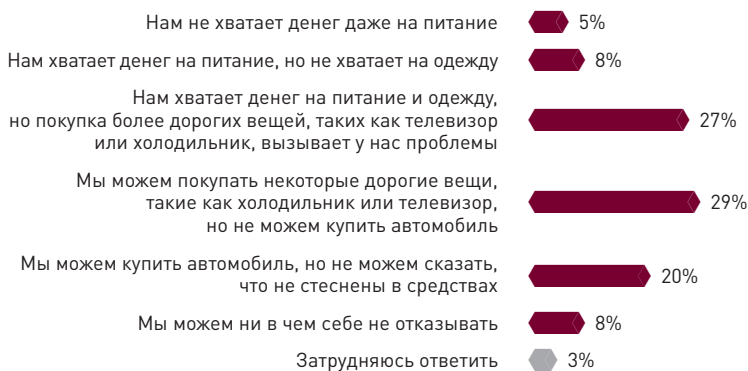 Нам не хватает денег даже на питание 5%
Нам хватает денег на питание, но не хватает на одежду 8%
Нам хватает денег на питание и одежду,
но покупка более дорогих вещей, таких как телевизор
или холодильник, вызывает у нас проблемы
27%
Мы можем покупать некоторые дорогие вещи,
такие как холодильник или телевизор,
но не можем купить автомобиль
29%
Мы можем купить автомобиль, но не можем сказать,
что не стеснены в средствах
20%
Мы можем ни в чем себе не отказывать 8%
Затрудняюсь ответить 3%